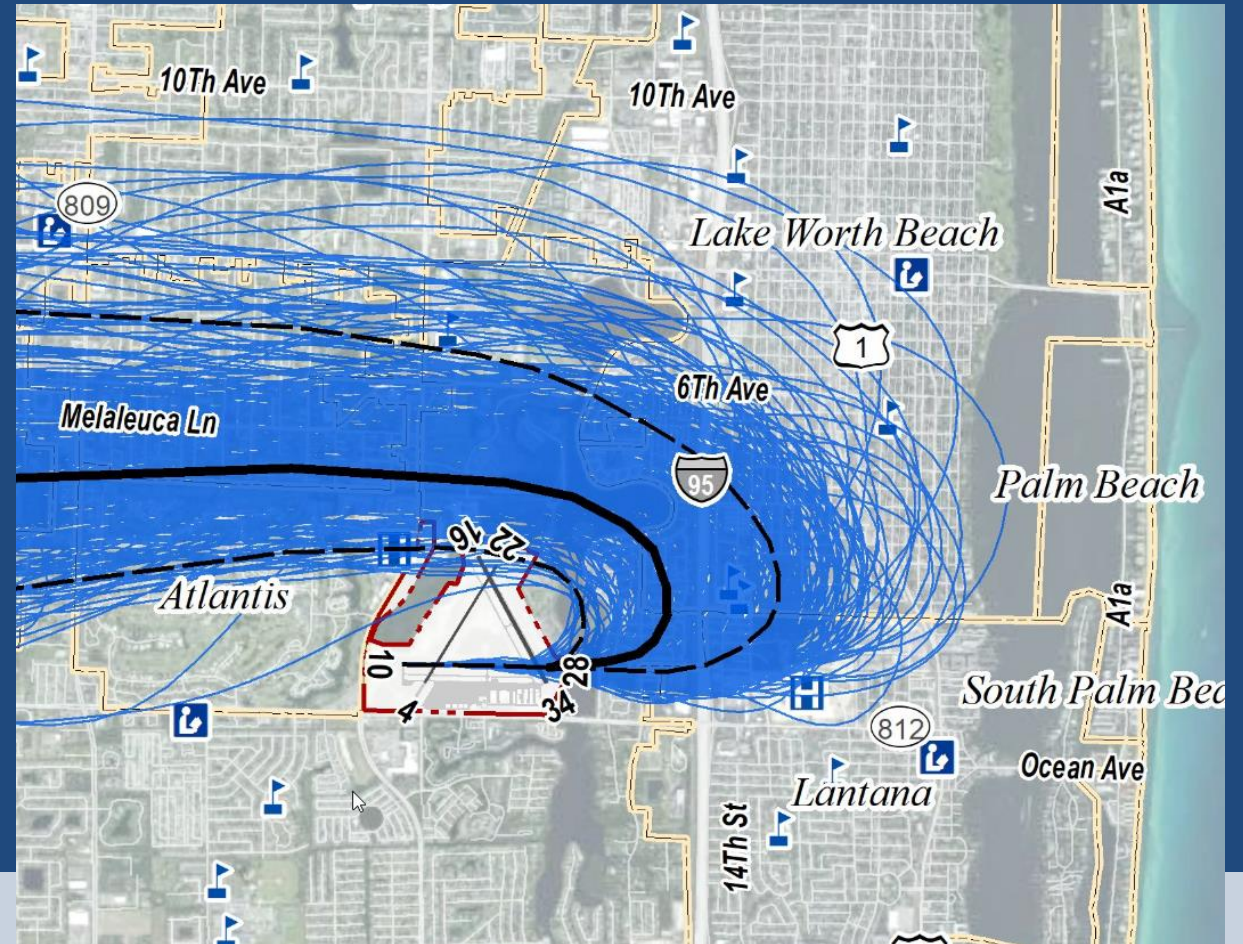 10Th Ave
10Th Ave
809
A1a
Lake Worth Beach
1
6Th Ave
Melaleuca Ln
95
Palm Beach
H
16
22
Atlantis
A1a
10
28
H
South Palm Bea
4
34
812
Ocean Ave
Lantana
14Th St